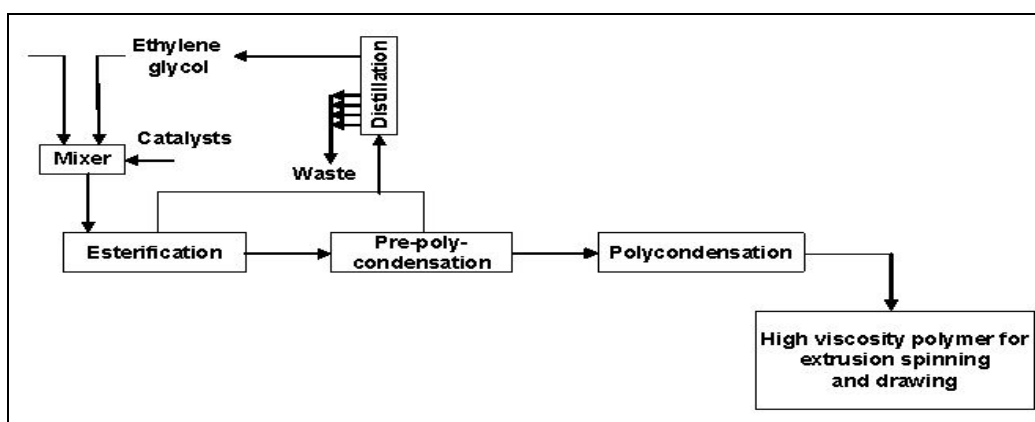 Ethylene
glycol
Distillation
Catalysts
Mixer
Waste
Esterification
Pre-poly-
condensation
Polycondensation
High viscosity polymer for
extrusion spinning
and drawing